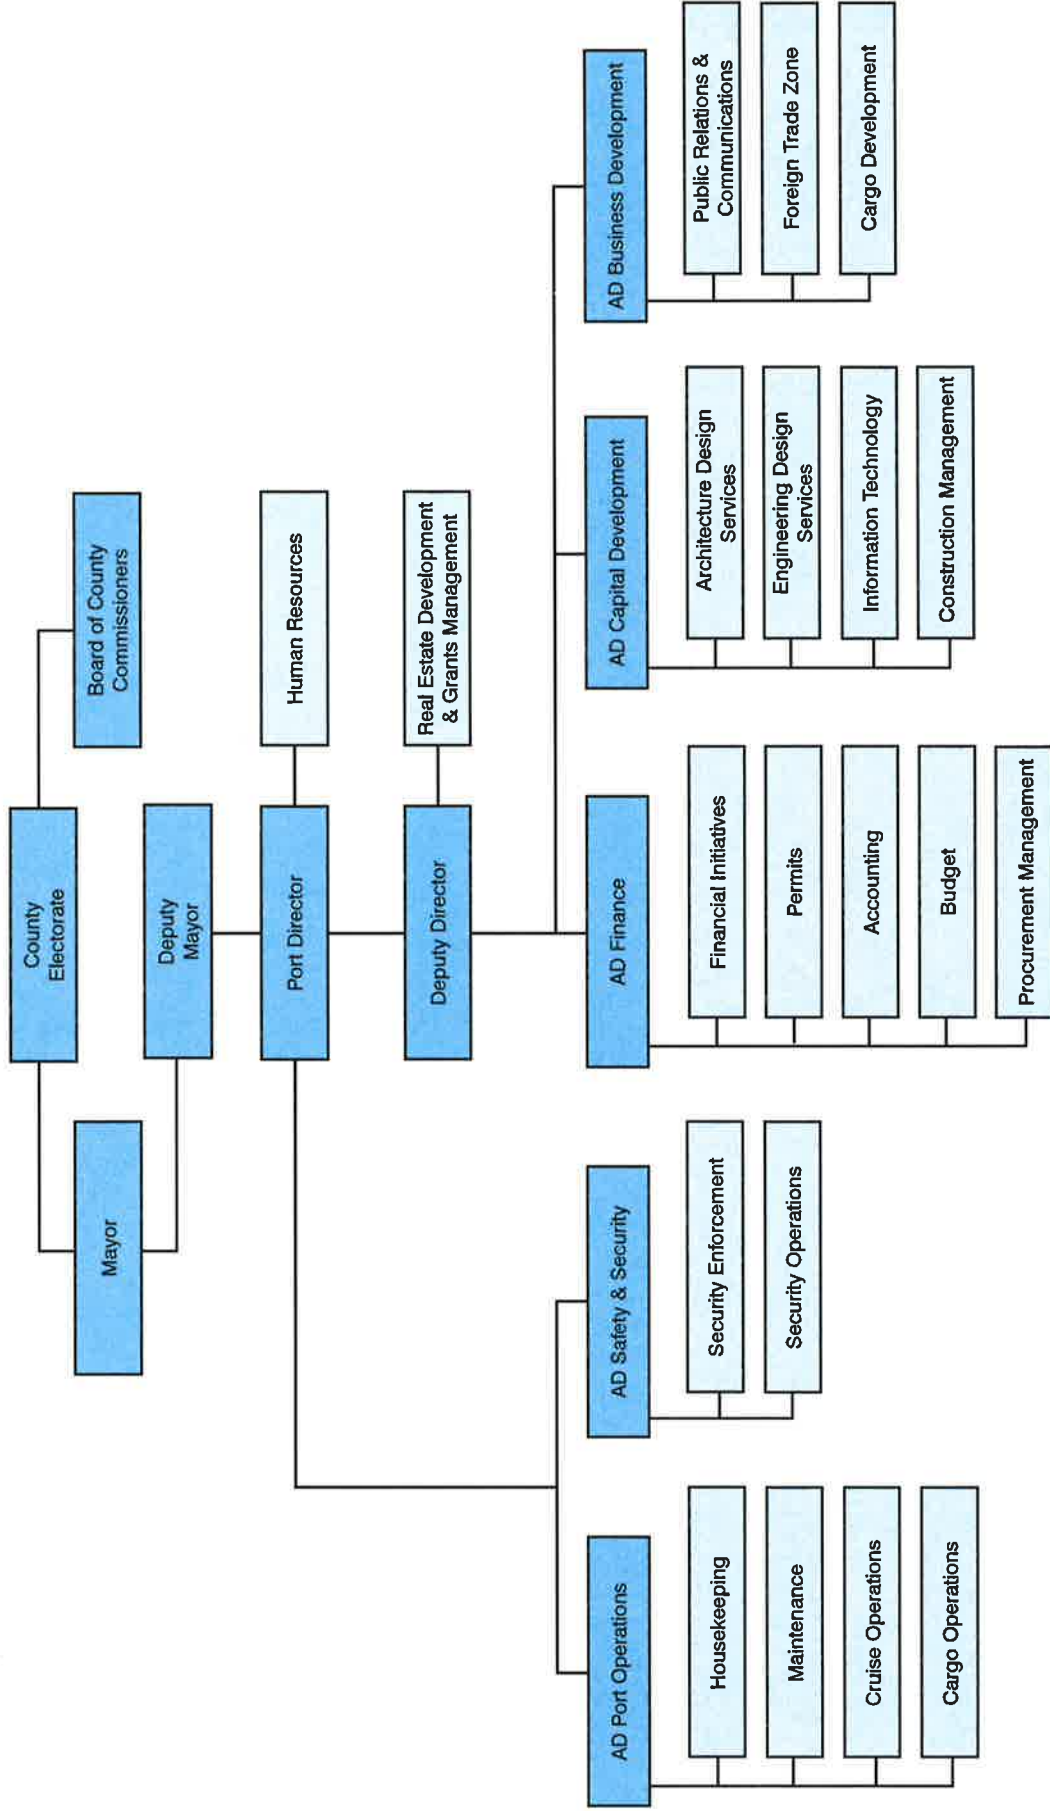 County
Electorate
Mayor
Board of County
Commissioners
Deputy
Mayor
Port Director
Human Resources
Deputy Director
Real Estate Development
& Grants Management
AD Port Operations
Housekeeping
Maintenance
Cruise Operations
Cargo Operations
AD Safety & Security
Security Enforcement
Security Operations
AD Finance
Financial Initiatives
Permits
Accounting
Budget
Procurement Management
AD Capital Development
Architecture Design
Services
Engineering Design
Services
Information Technology
Construction Management
AD Business Development
Public Relations &
Communications
Foreign Trade Zone
Cargo Development